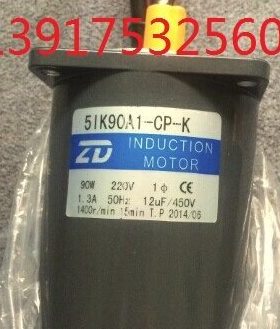 13917532560
5IK90A1-CP-K
ZD INDUCTION MOTOR
90W 220V 1ϕ CE
1.3A 50Hz 12uF/450V
1400r/min 15min T.P 2014/06